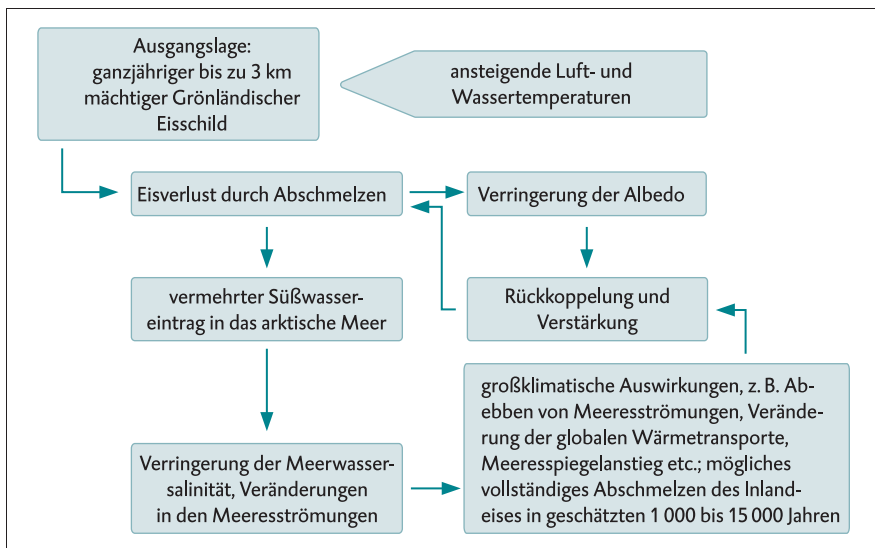 Ausgangslage:
ganzjähriger bis zu 3 km
mächtiger Grönländischer
Eisschild
ansteigende Luft- und
Wassertemperaturen
Eisverlust durch Abschmelzen
Verringerung der Albedo
vermehrter Süßwasser-
eintrag in das arktische Meer
Rückkoppelung und
Verstärkung
Verringerung der Meerwasser-
salinität, Veränderungen
in den Meeresströmungen
großklimatische Auswirkungen, z. B. Ab-
ebben von Meeresströmungen, Verände-
rung der globalen Wärmetransporte,
Meeresspiegelanstieg etc.; mögliches
vollständiges Abschmelzen des Inland-
eises in geschätzten 1 000 bis 15 000 Jahren